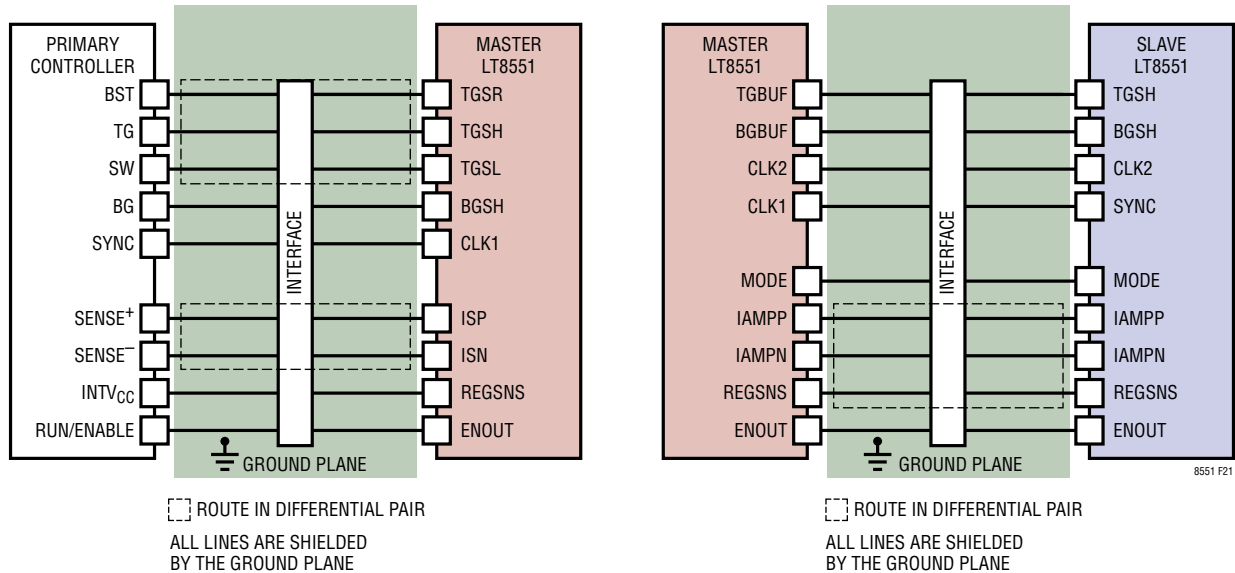 PRIMARY
CONTROLLER
BST
TG
SW
BG
SYNC
SENSE+
SENSE–
INTVCC
RUN/ENABLE
INTERFACE
GROUND PLANE
MASTER
LT8551
TGSR
TGSH
TGSL
BGSH
CLK1
ISP
ISN
REGSNS
ENOUT
ROUTE IN DIFFERENTIAL PAIR
ALL LINES ARE SHIELDED
BY THE GROUND PLANE
MASTER
LT8551
TGBUF
BGBUF
CLK2
CLK1
MODE
IAMPP
IAMPN
REGSNS
ENOUT
INTERFACE
GROUND PLANE
SLAVE
LT8551
TGSH
BGSH
CLK2
SYNC
MODE
IAMPP
IAMPN
REGSNS
ENOUT
8551 F21
ROUTE IN DIFFERENTIAL PAIR
ALL LINES ARE SHIELDED
BY THE GROUND PLANE